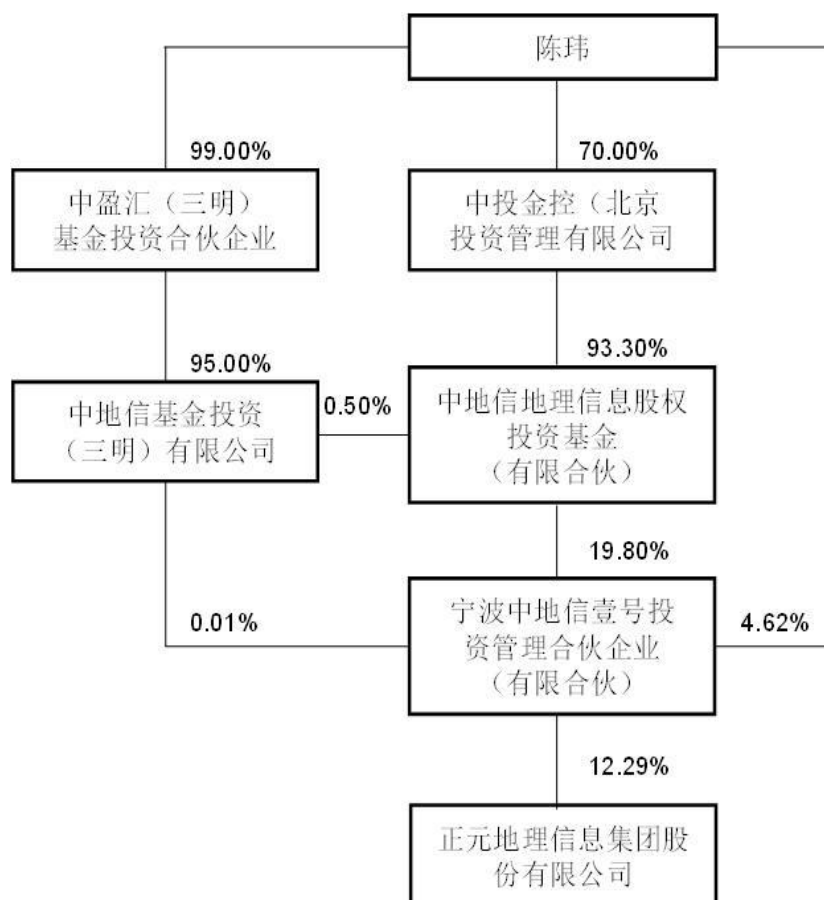 陈玮
99.00%
70.00%
中盈汇（三明）
基金投资合伙企业
中投金控（北京
投资管理有限公司
95.00%
93.30%
中地信基金投资
（三明）有限公司
0.50%
中地信地理信息股权
投资基金
（有限合伙）
19.80%
0.01%
宁波中地信壹号投
资管理合伙企业
（有限合伙）
4.62%
12.29%
正元地理信息集团股
份有限公司